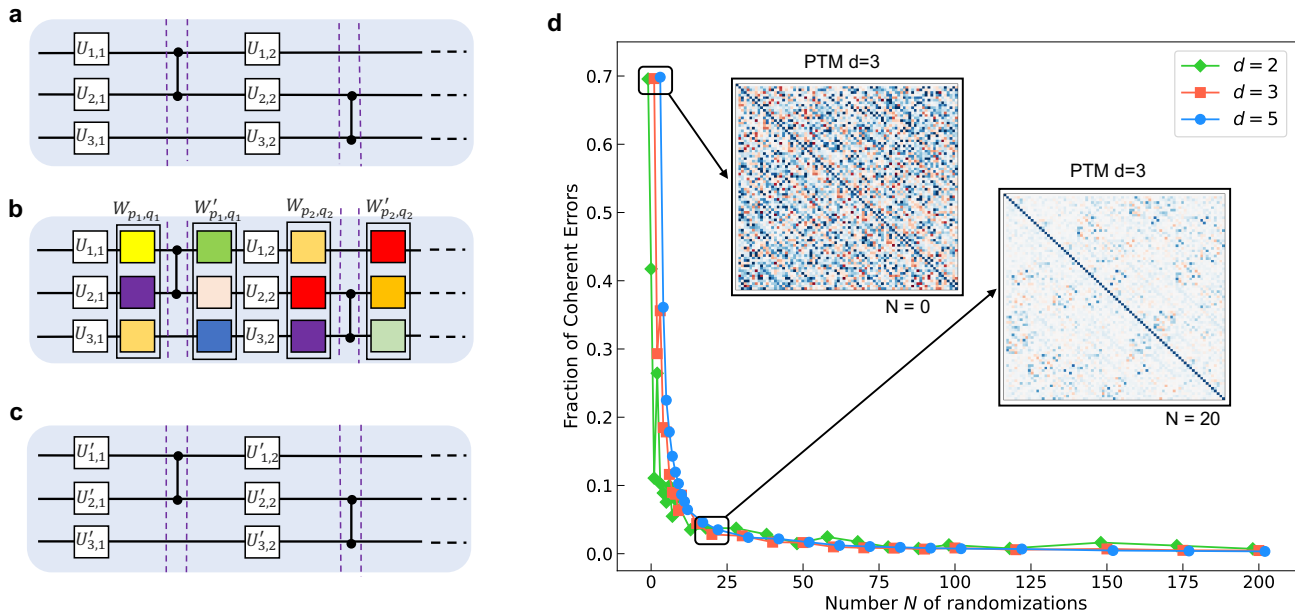 a
U1,1 U1,2
U2,1 U2,2
U3,1 U3,2
b
Wp1,q1 W′p1,q1 Wp2,q2 W′p2,q2
U1,1 U1,2
U2,1 U2,2
U3,1 U3,2
c
U′1,1 U′1,2
U′2,1 U′2,2
U′3,1 U′3,2
d
Fraction of Coherent Errors
0.7
0.6
0.5
0.4
0.3
0.2
0.1
0.0
0 25 50 75 100 125 150 175 200
Number N of randomizations
PTM d=3
N = 0
PTM d=3
N = 20
d = 2
d = 3
d = 5